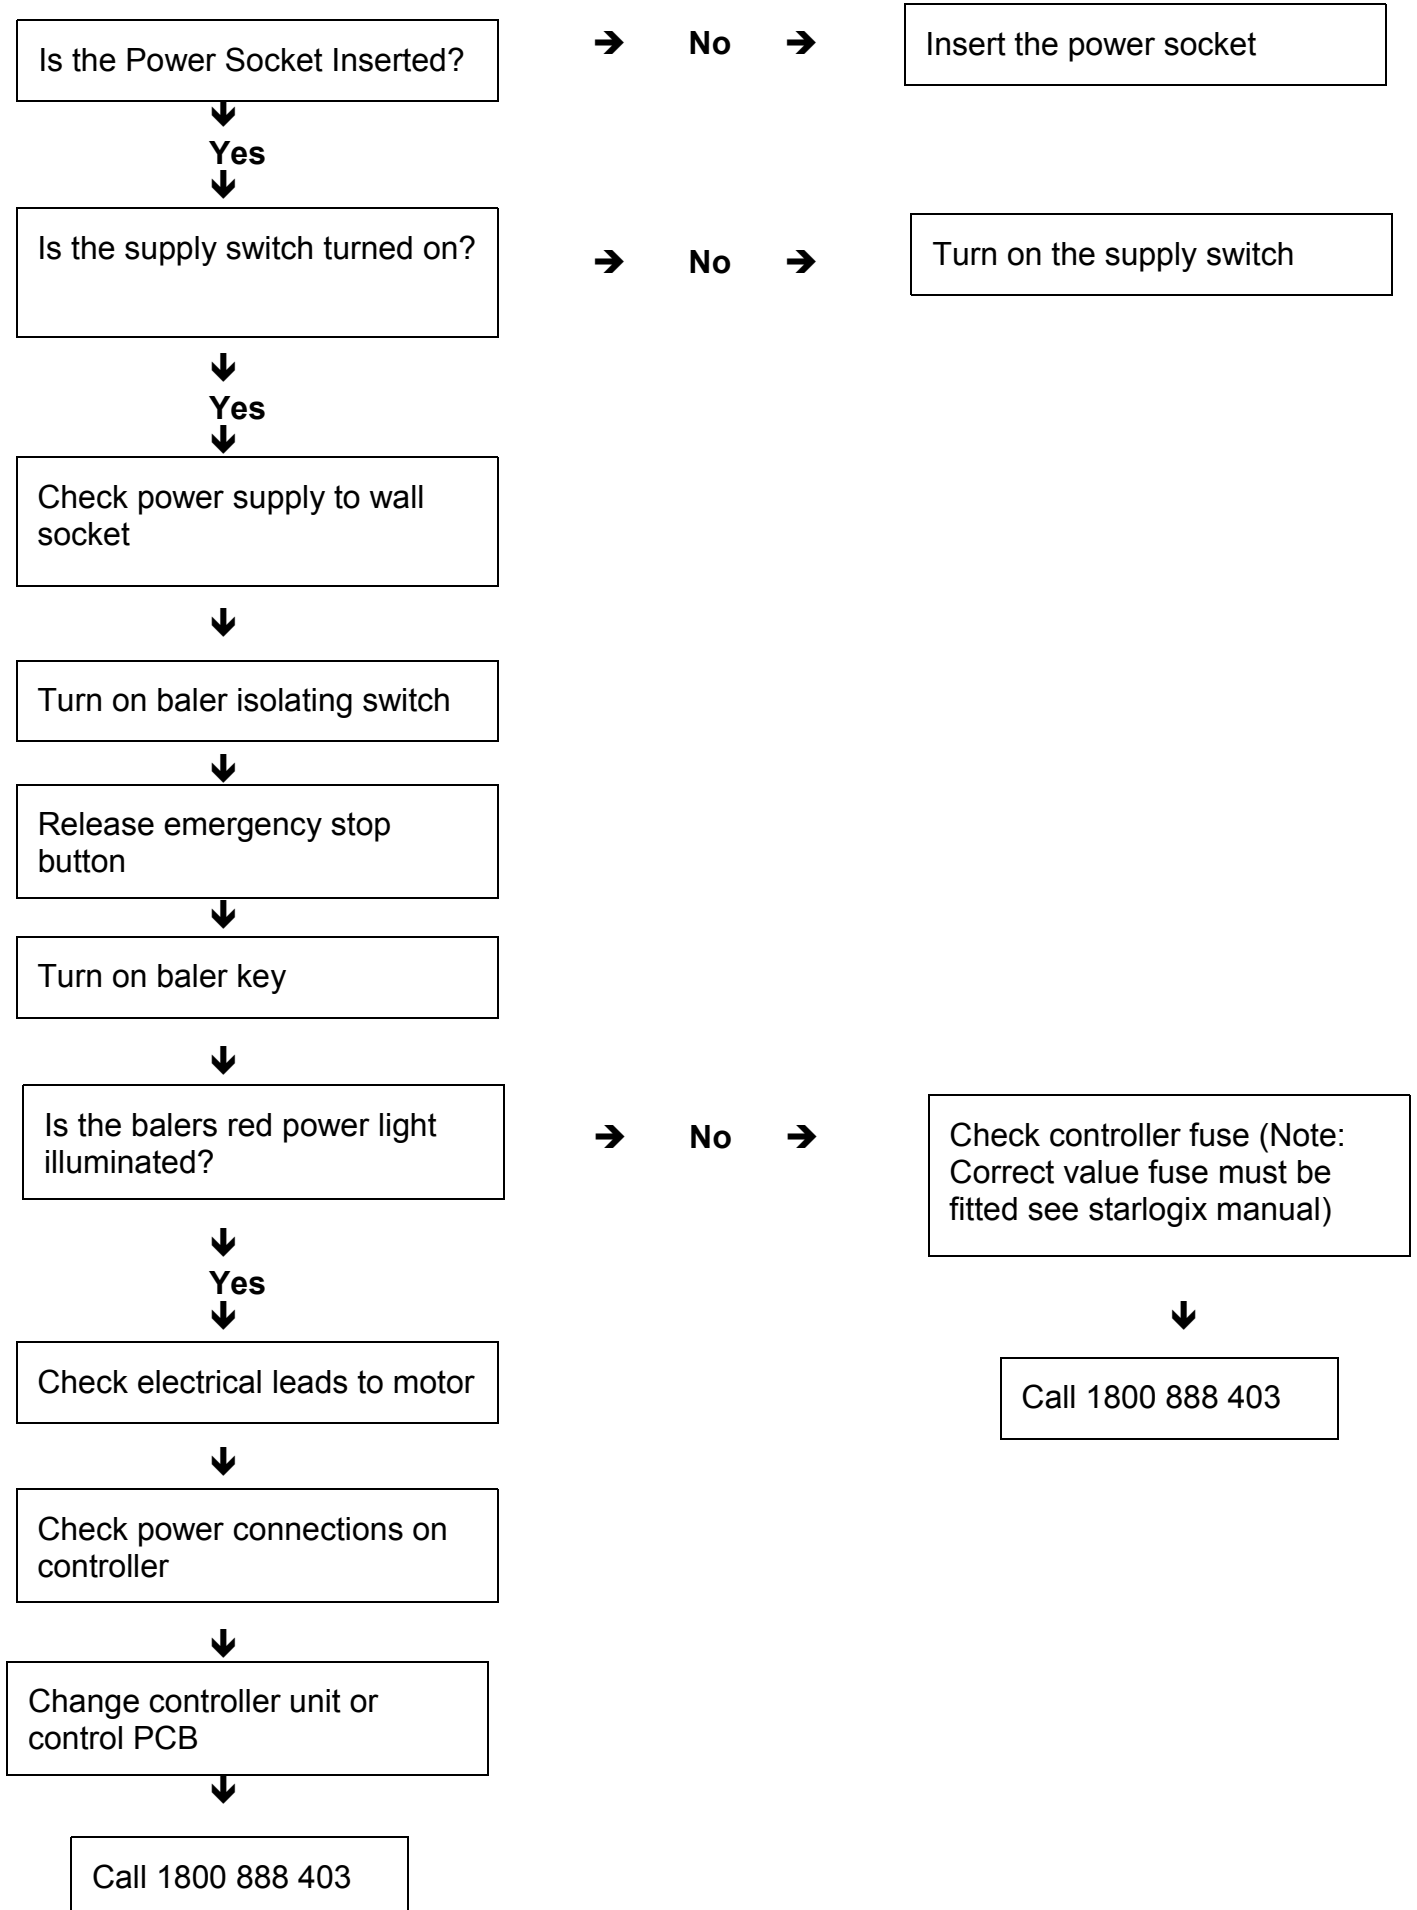 Is the Power Socket Inserted?
No
Insert the power socket
Yes
Is the supply switch turned on?
No
Turn on the supply switch
Yes
Check power supply to wall
socket
Turn on baler isolating switch
Release emergency stop
button
Turn on baler key
Is the balers red power light
illuminated?
No
Check controller fuse (Note:
Correct value fuse must be
fitted see starlogix manual)
Yes
Check electrical leads to motor
Call 1800 888 403
Check power connections on
controller
Change controller unit or
control PCB
Call 1800 888 403